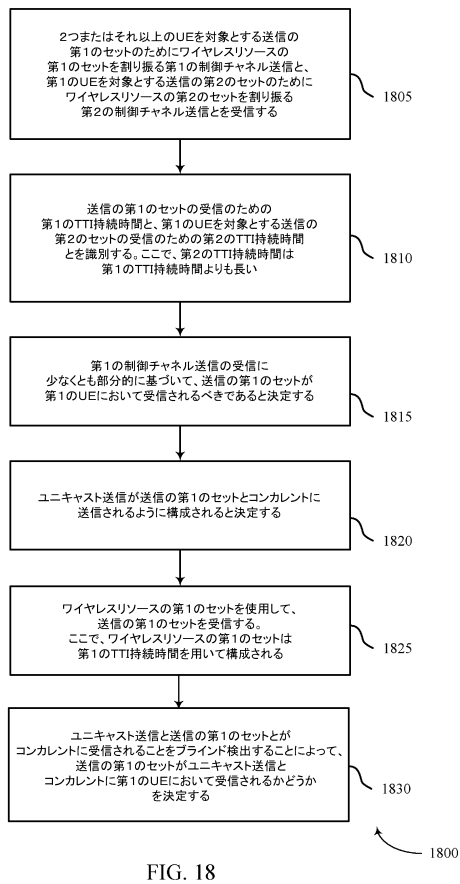 2つまたはそれ以上のUEを対象とする送信の
第1のセットのためにワイヤレスリソースの
第1のセットを割り振る第1の制御チャネル送信と、
第1のUEを対象とする送信の第2のセットのために
ワイヤレスリソースの第2のセットを割り振る
第2の制御チャネル送信とを受信する
1805
送信の第1のセットの受信のための
第1のTTI持続時間と、第1のUEを対象とする送信の
第2のセットの受信のための第2のTTI持続時間
とを識別する。ここで、第2のTTI持続時間は
第1のTTI持続時間よりも長い
1810
第1の制御チャネル送信の受信に
少なくとも部分的に基づいて、送信の第1のセットが
第1のUEにおいて受信されるべきであると決定する
1815
ユニキャスト送信が送信の第1のセットとコンカレントに
送信されるように構成されると決定する
1820
ワイヤレスリソースの第1のセットを使用して、
送信の第1のセットを受信する。
ここで、ワイヤレスリソースの第1のセットは
第1のTTI持続時間を用いて構成される
1825
ユニキャスト送信と送信の第1のセットとが
コンカレントに受信されることをブラインド検出することによって、
送信の第1のセットがユニキャスト送信と
コンカレントに第1のUEにおいて受信されるかどうか
を決定する
1830
1800
FIG. 18